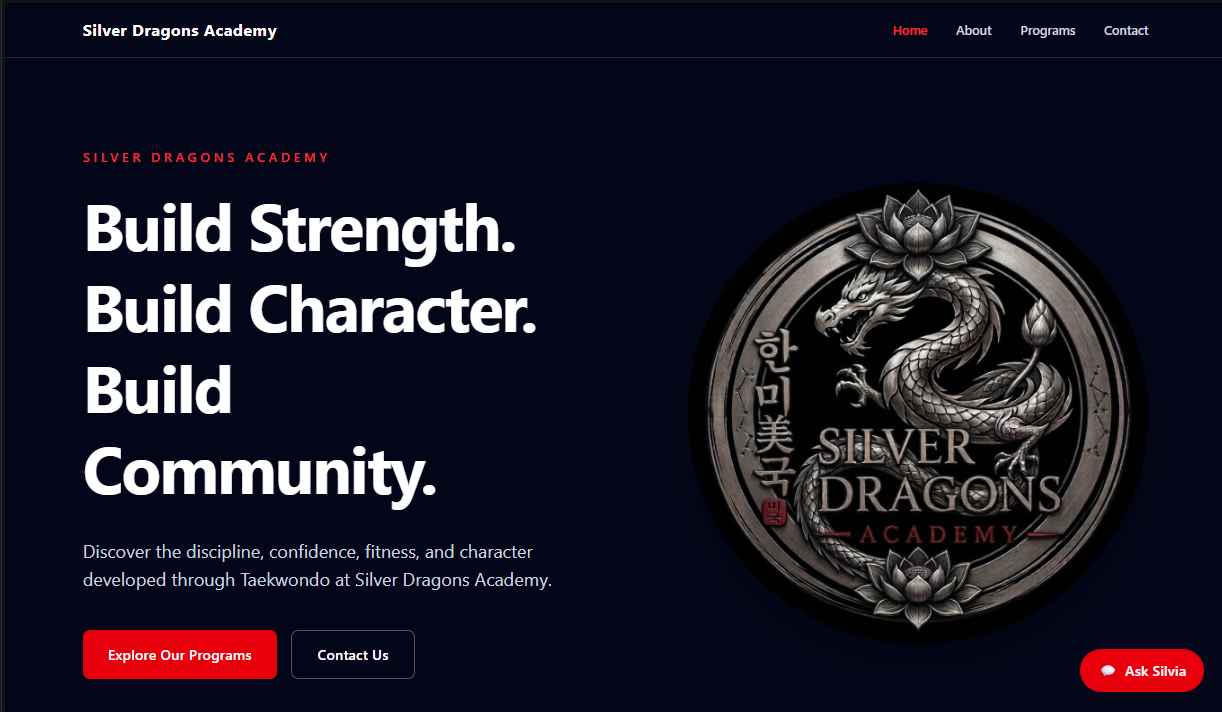 Silver Dragons Academy
Home About Programs Contact
SILVER DRAGONS ACADEMY
Build Strength.
Build Character.
Build
Community.
Discover the discipline, confidence, fitness, and character
developed through Taekwondo at Silver Dragons Academy.
Explore Our Programs
Contact Us
한
미
美
국
SILVER
DRAGONS
ACADEMY
Ask Silvia